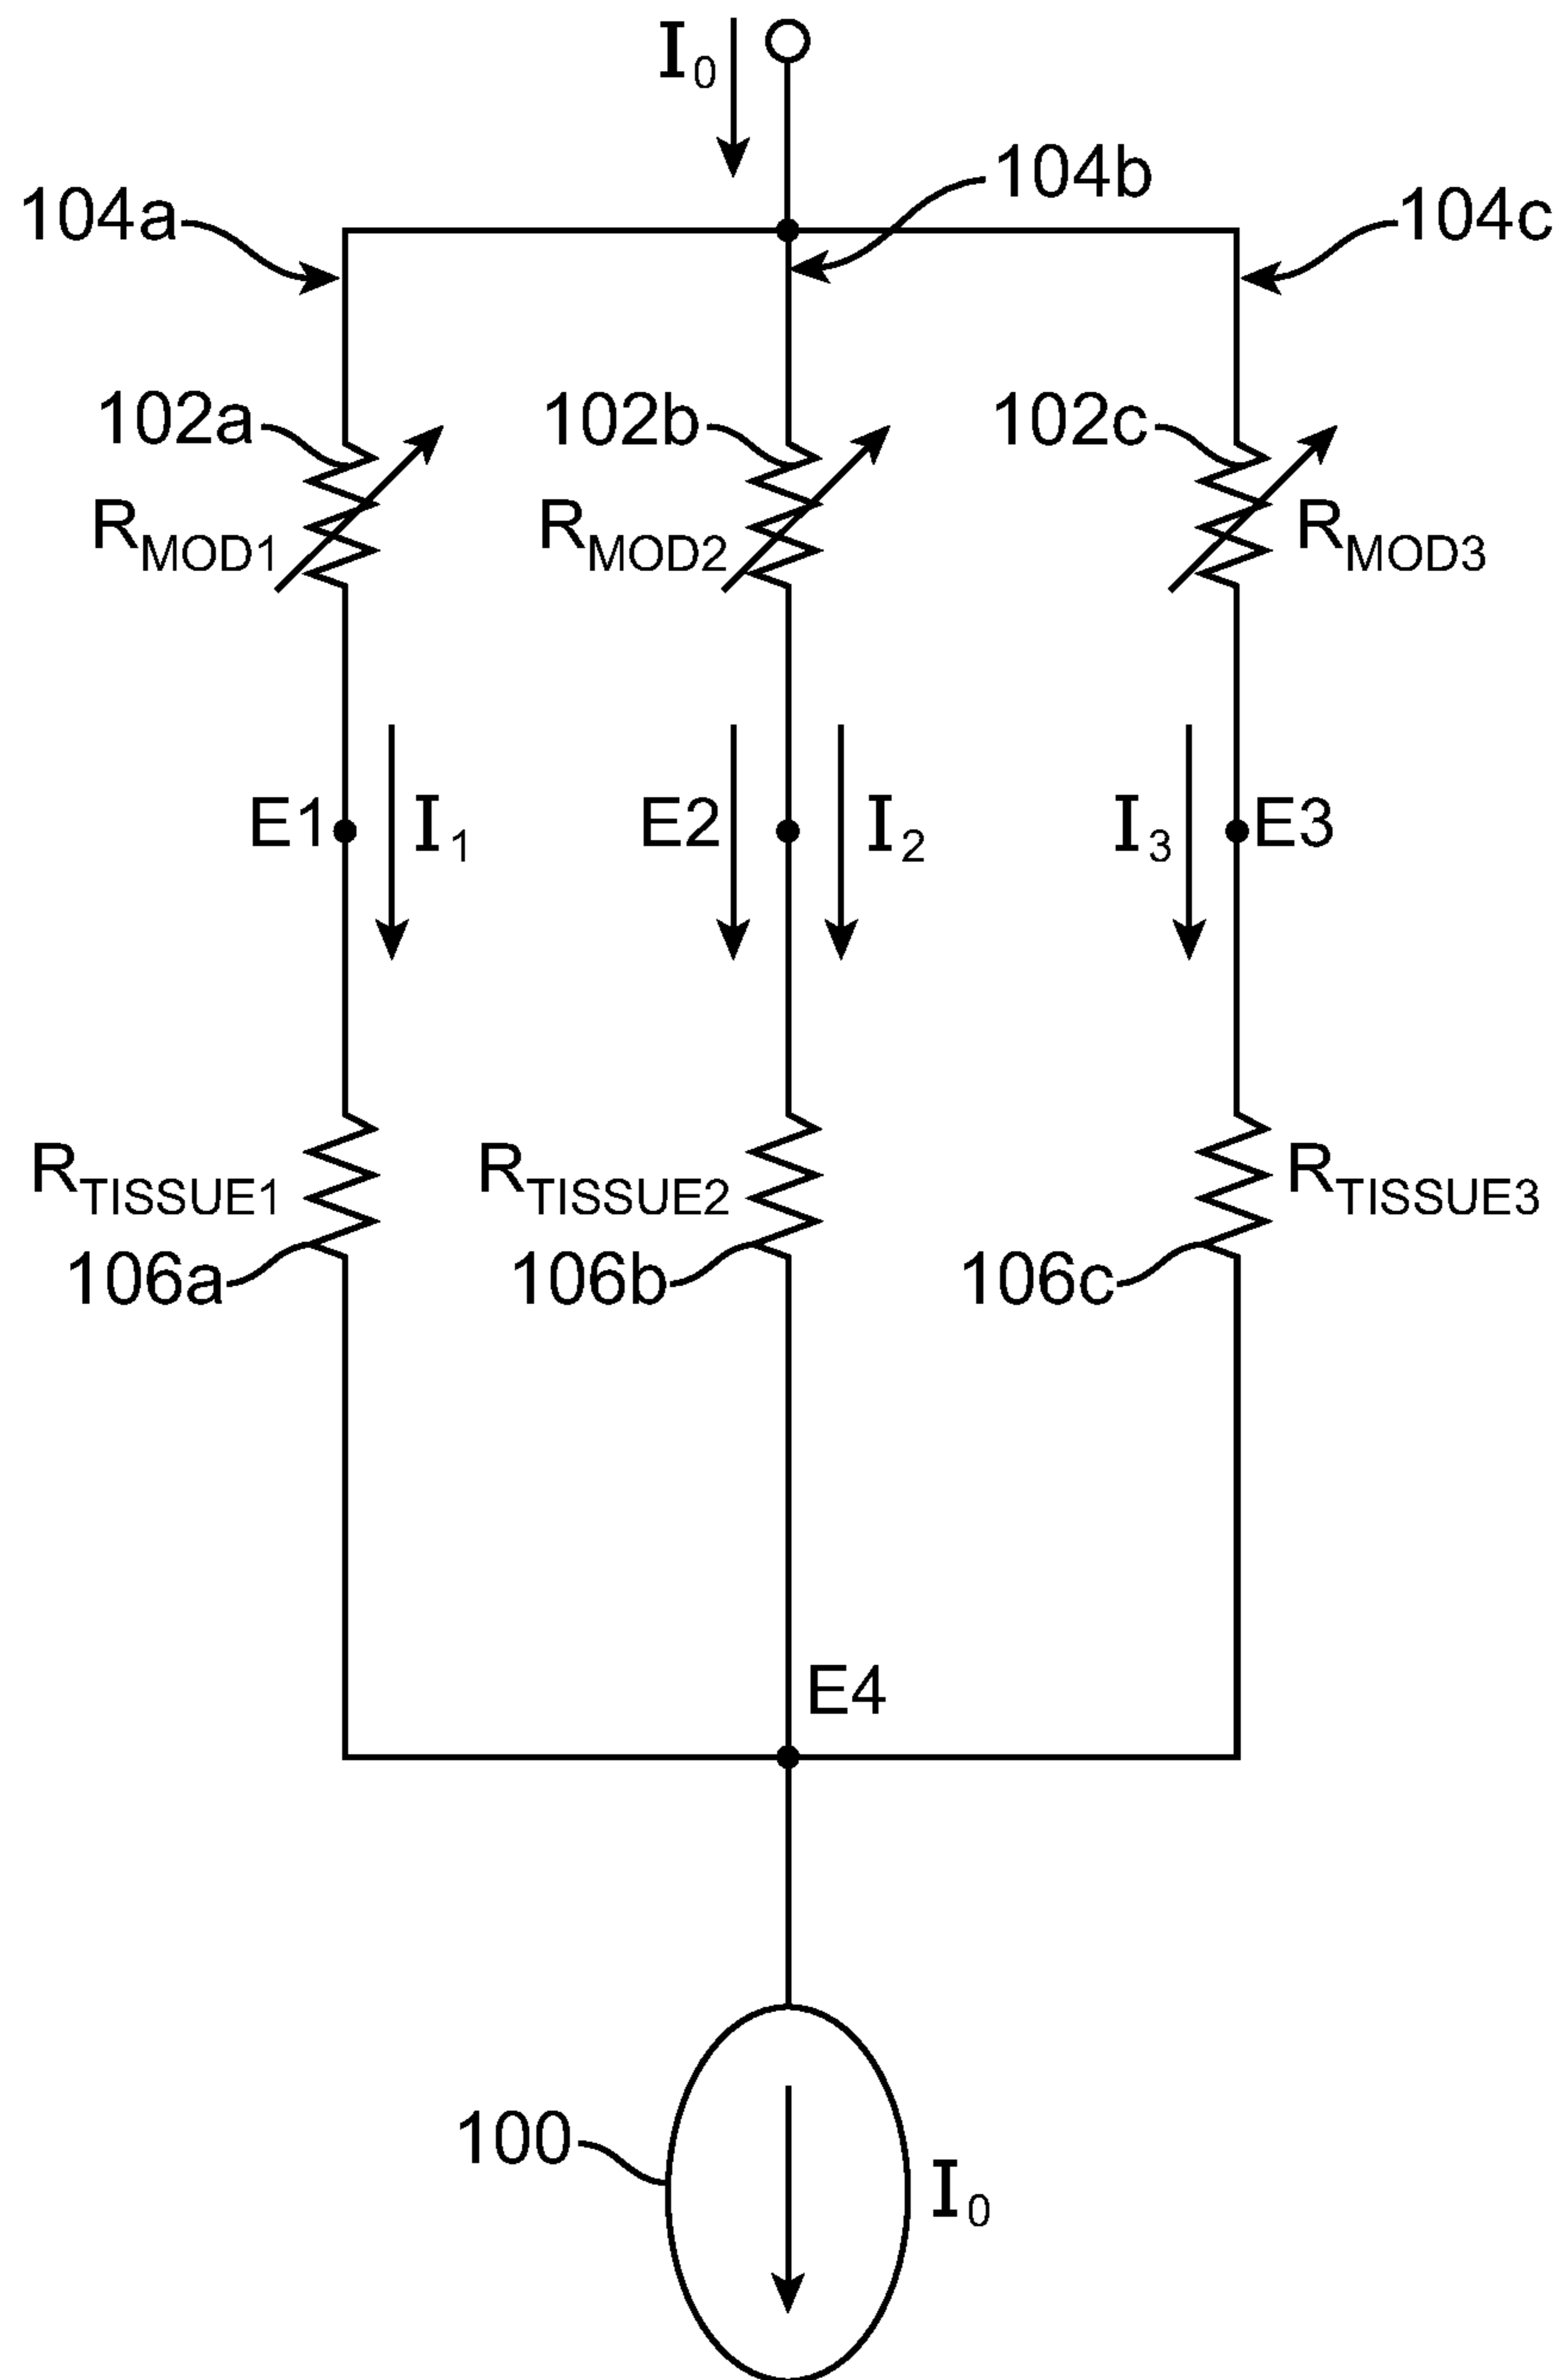 I0
104b
104a
104c
102a
102b
102c
RMOD1
RMOD2
RMOD3
E1
I1
E2
I2
I3
E3
RTISSUE1
RTISSUE2
RTISSUE3
106a
106b
106c
E4
100
I0